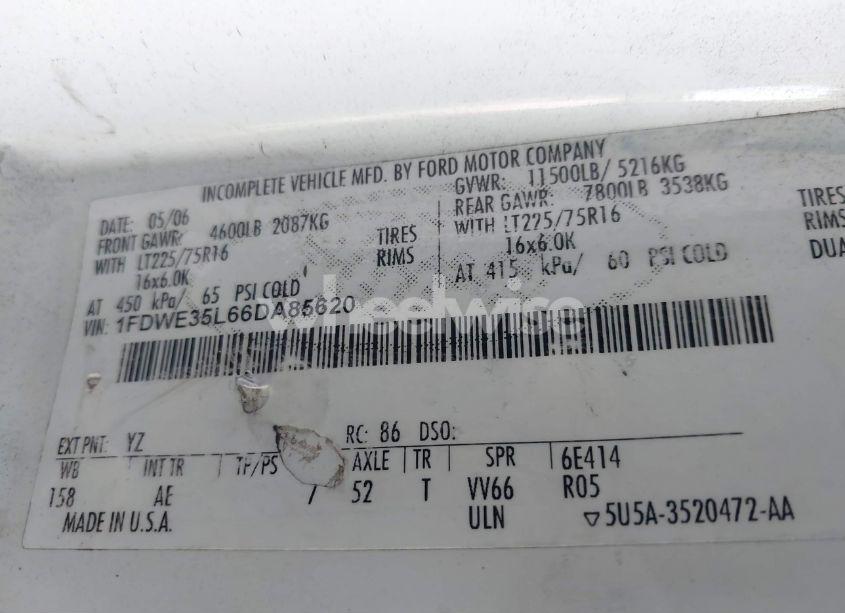 INCOMPLETE VEHICLE MFD. BY FORD MOTOR COMPANY
DATE: 05/06 GVWR: 11500LB/ 5216KG
FRONT GAWR: 4600LB 2087KG REAR GAWR: 7800LB 3538KG
WITH LT225/75R16 TIRES WITH LT225/75R16 TIRES
16x6.0K RIMS 16x6.0K RIMS
AT 450 kPa/ 65 PSI COLD AT 415 kPa/ 60 PSI COLD DUA
VIN: 1FDWE35L66DA85620
wheelwire
EXT PNT: YZ RC: 86 DSO:
WB INT TR TP/PS AXLE TR SPR 6E414
158 AE 52 T VV66 R05
MADE IN U.S.A. ULN 5U5A-3520472-AA